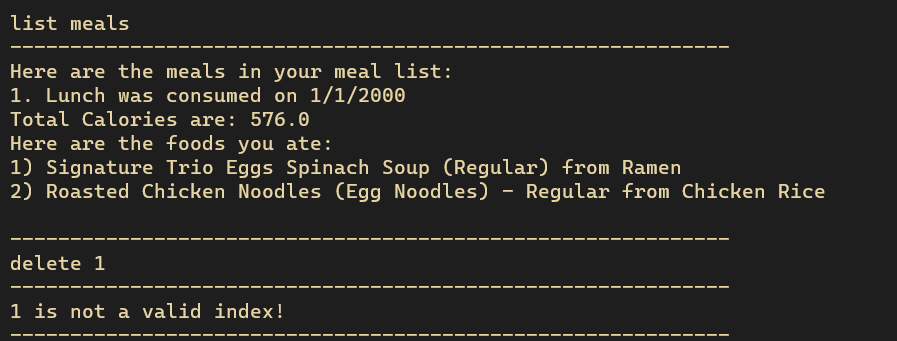 list meals
------------------------------------------------------------
Here are the meals in your meal list:
1. Lunch was consumed on 1/1/2000
Total Calories are: 576.0
Here are the foods you ate:
1) Signature Trio Eggs Spinach Soup (Regular) from Ramen
2) Roasted Chicken Noodles (Egg Noodles) - Regular from Chicken Rice
------------------------------------------------------------
delete 1
------------------------------------------------------------
1 is not a valid index!
------------------------------------------------------------